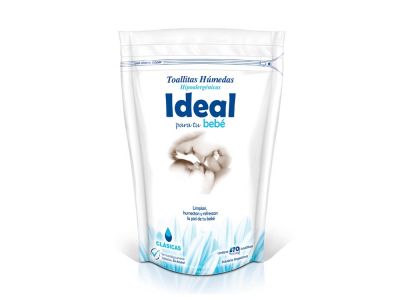 Toallitas Húmedas
Hipoalergénicas
Ideal
para tu bebé
Limpian,
humectan y refrescan
la piel de tu bebé
CLÁSICAS